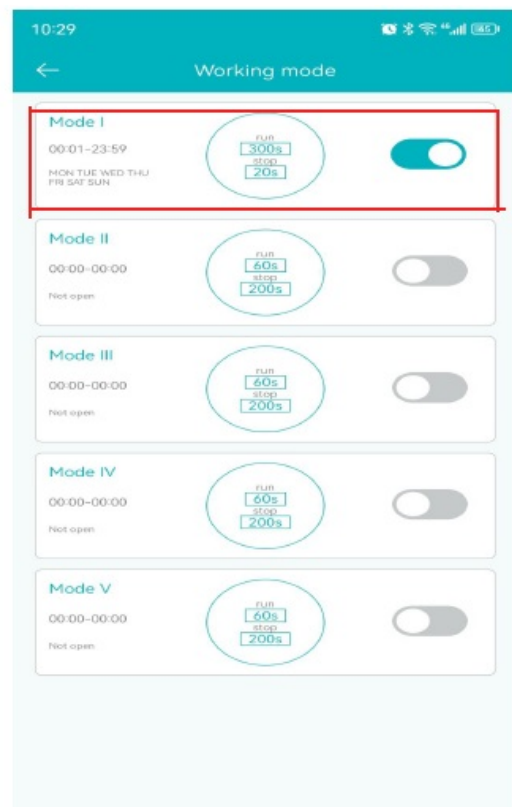 10:29
Working mode
Mode I
00:01-23:59
MON TUE WED THU
FRI SAT SUN
run
300s
stop
20s
Mode II
00:00-00:00
Not open
run
60s
stop
200s
Mode III
00:00-00:00
Not open
run
60s
stop
200s
Mode IV
00:00-00:00
Not open
run
60s
stop
200s
Mode V
00:00-00:00
Not open
run
60s
stop
200s